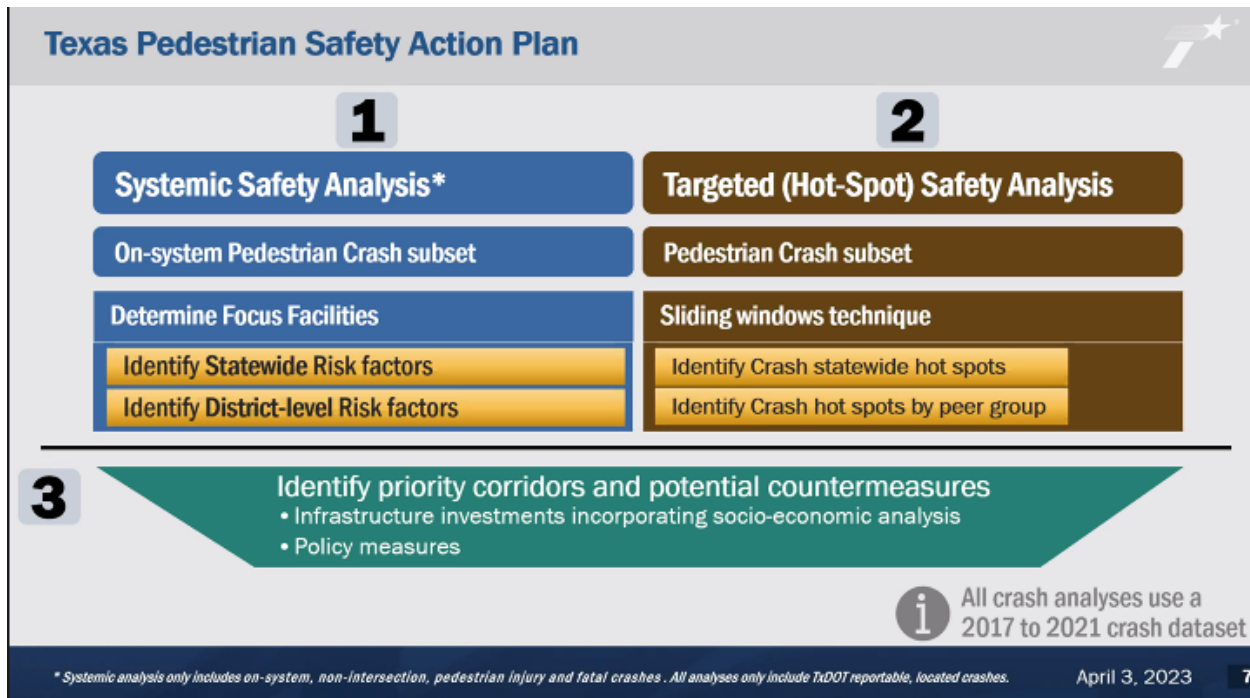 Texas Pedestrian Safety Action Plan
1
2
Systemic Safety Analysis*
Targeted (Hot-Spot) Safety Analysis
On-system Pedestrian Crash subset
Pedestrian Crash subset
Determine Focus Facilities
Sliding windows technique
Identify Statewide Risk factors
Identify Crash statewide hot spots
Identify District-level Risk factors
Identify Crash hot spots by peer group
3
Identify priority corridors and potential countermeasures
• Infrastructure investments incorporating socio-economic analysis
• Policy measures
i
All crash analyses use a
2017 to 2021 crash dataset
* Systemic analysis only includes on-system, non-intersection, pedestrian injury and fatal crashes . All analyses only include TxDOT reportable, located crashes.
April 3, 2023
7